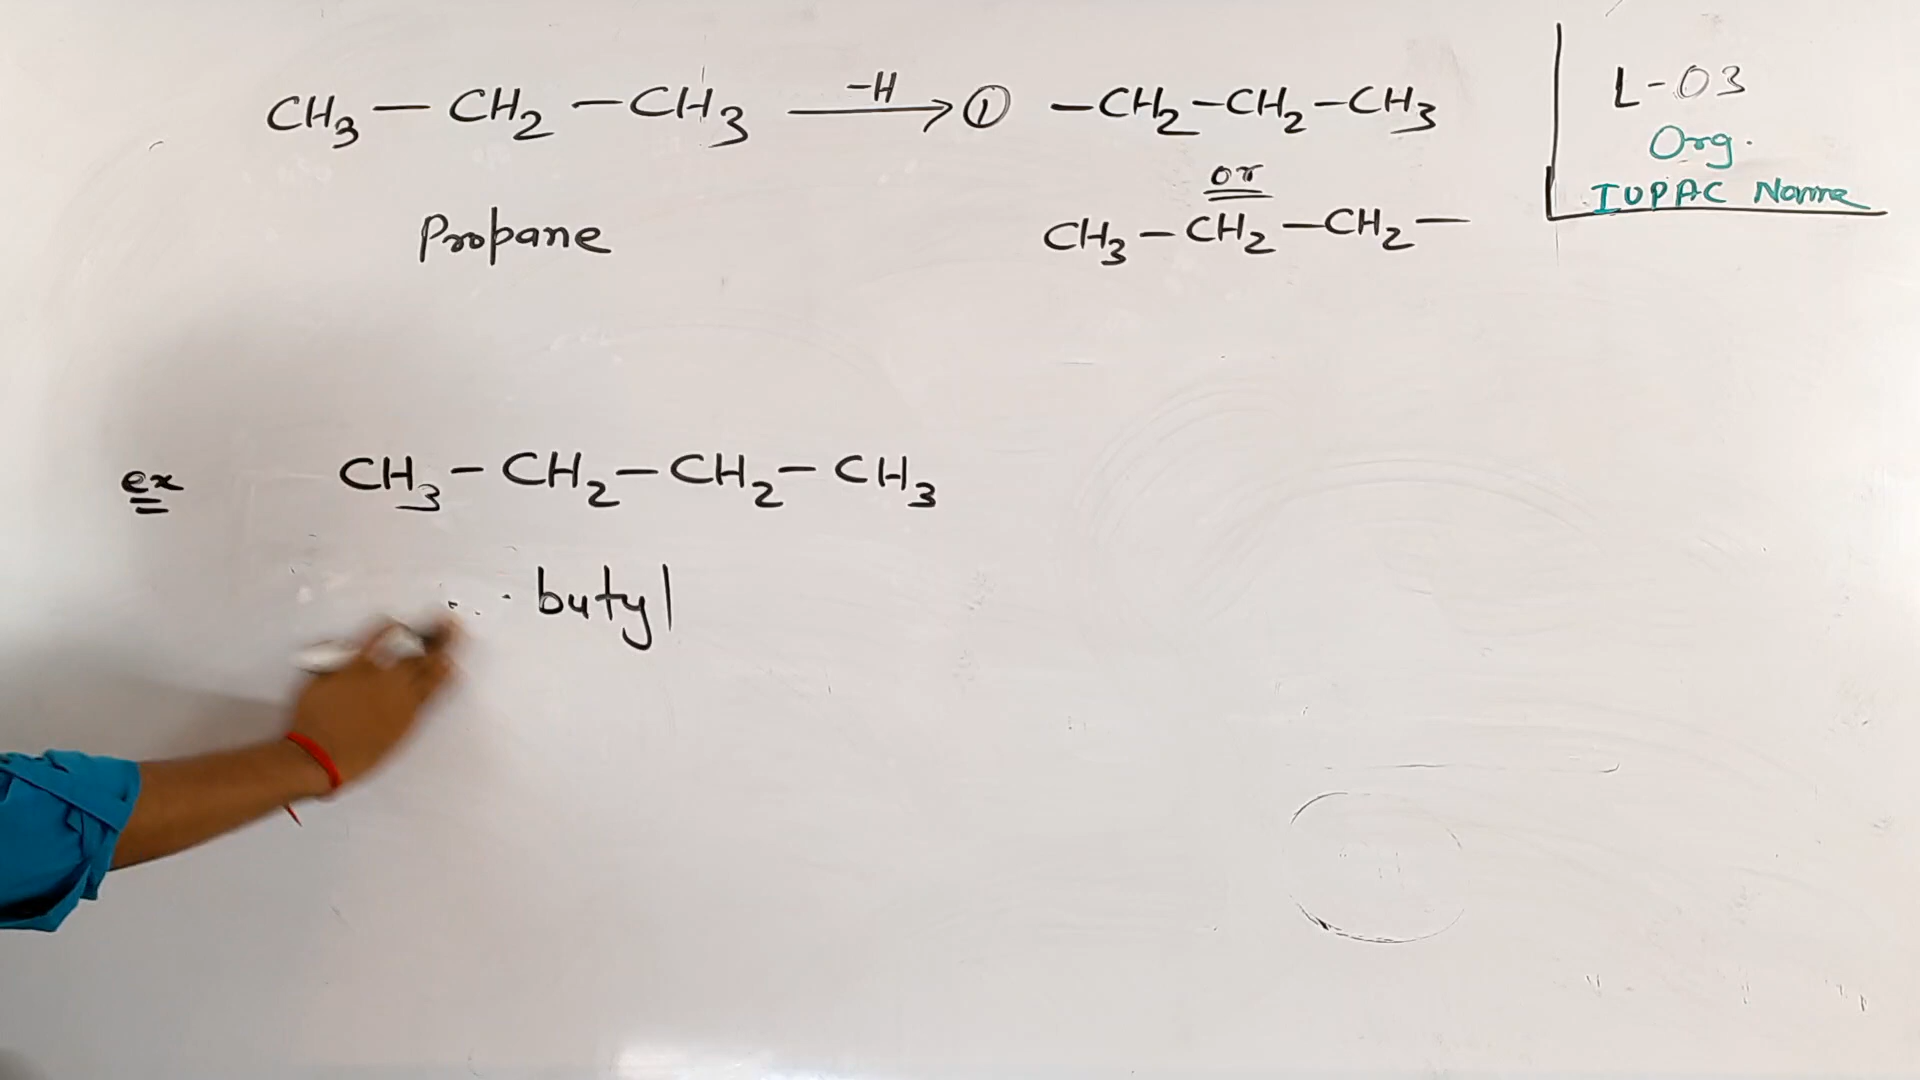 CH₃ — CH₂ — CH₃ —H→ ① —CH₂—CH₂—CH₃
or
CH₃—CH₂—CH₂—
Propane
L-03
Org.
IUPAC Name
ex CH₃ — CH₂ — CH₂ — CH₃
butyl